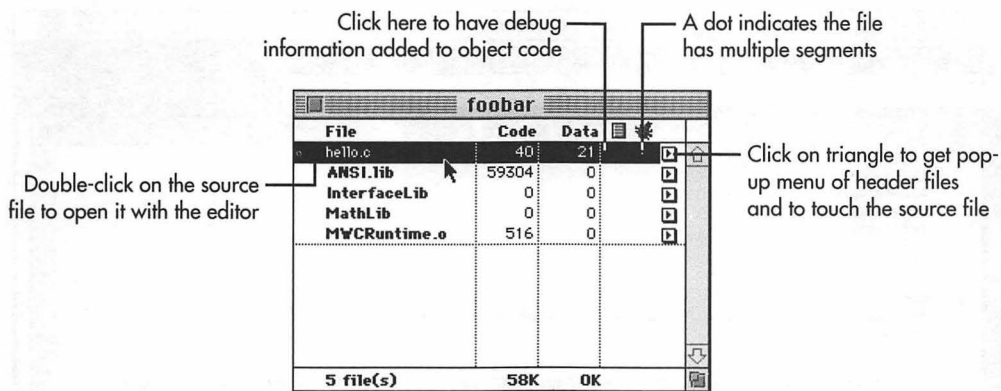 Click here to have debug
information added to object code
A dot indicates the file
has multiple segments
foobar
File Code Data
hello.c 40 21
ANSI.lib 59304 0
InterfaceLib 0 0
MathLib 0 0
MWCRuntime.o 516 0
Double-click on the source
file to open it with the editor
Click on triangle to get pop-
up menu of header files
and to touch the source file
5 file(s) 58K 0K